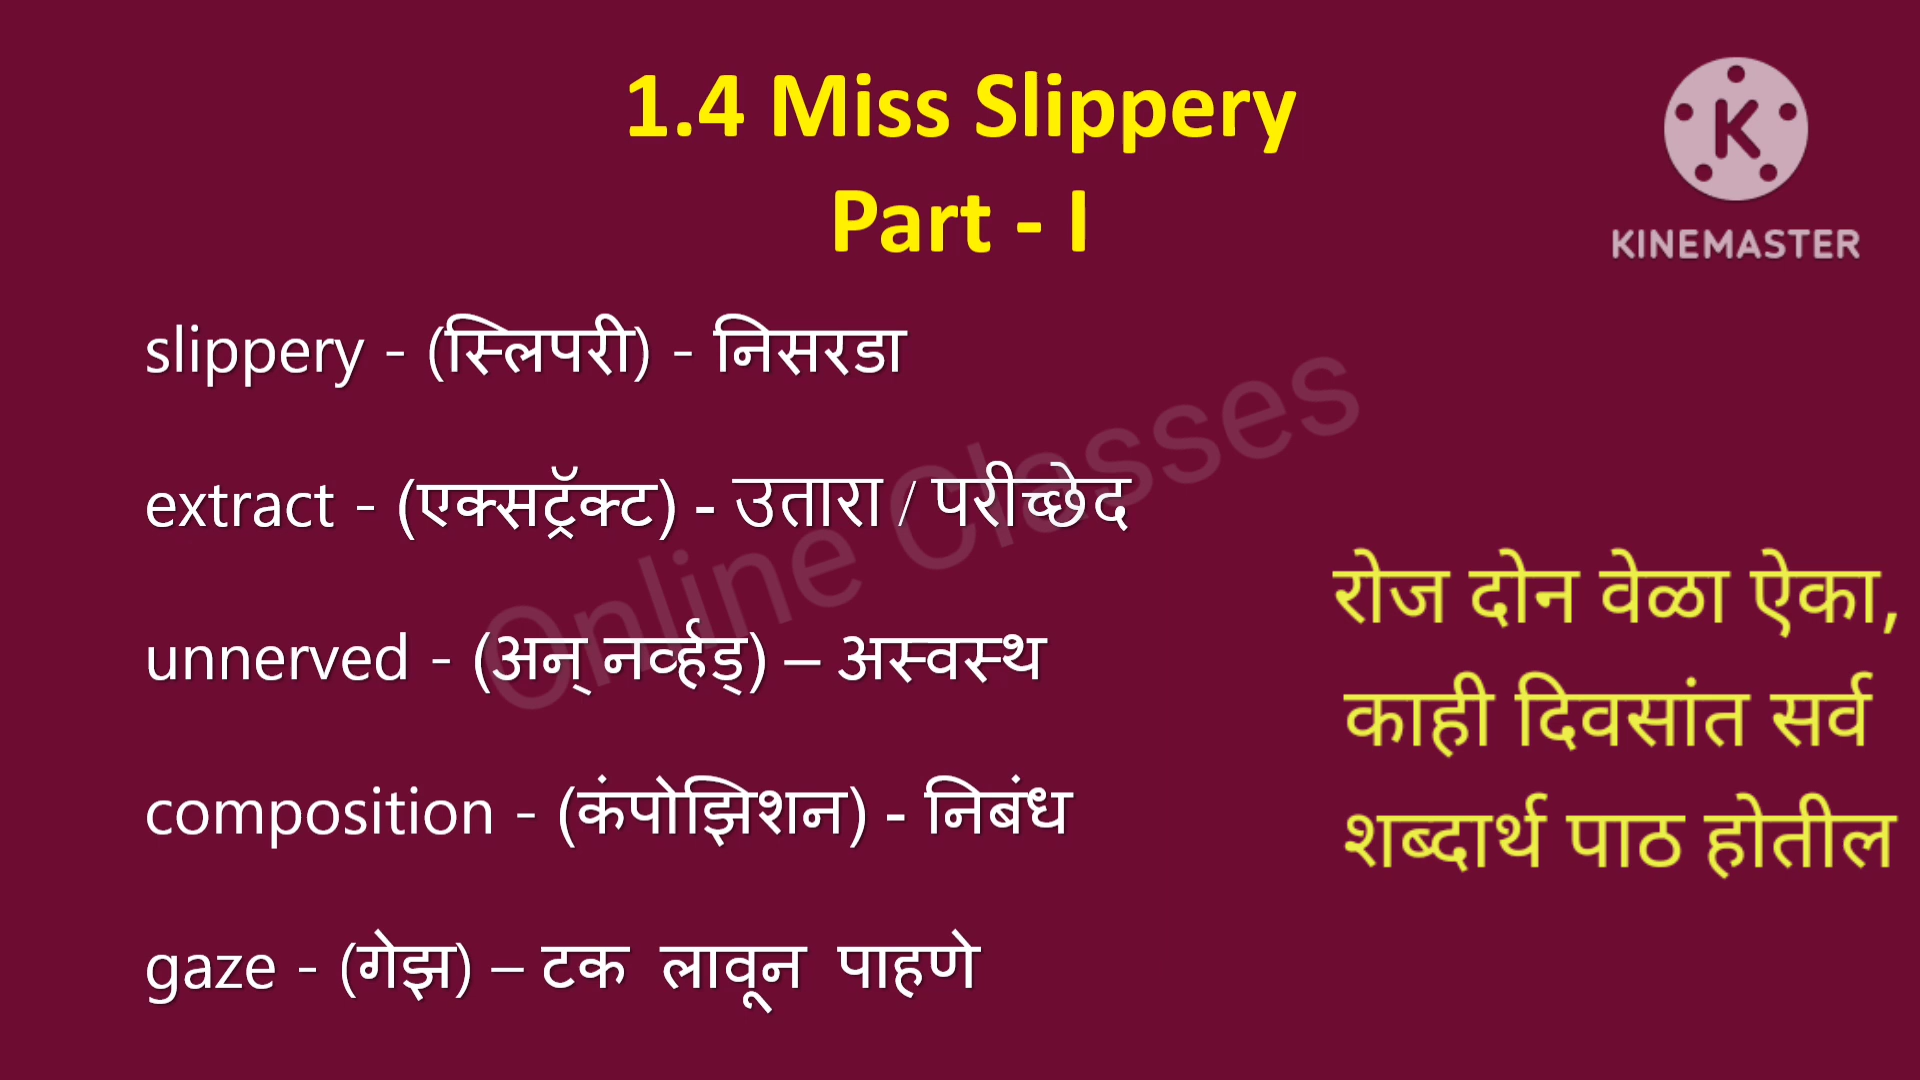 1.4 Miss Slippery
Part - I
K
KINEMASTER
slippery - (स्लिपरी) - निसरडा
extract - (एक्सट्रॅक्ट) - उतारा / परीच्छेद
unnerved - (अन् नर्व्हड्) – अस्वस्थ
composition - (कंपोझिशन) - निबंध
gaze - (गेझ) – टक लावून पाहणे
रोज दोन वेळा ऐका,
काही दिवसांत सर्व
शब्दार्थ पाठ होतील
Online Classes